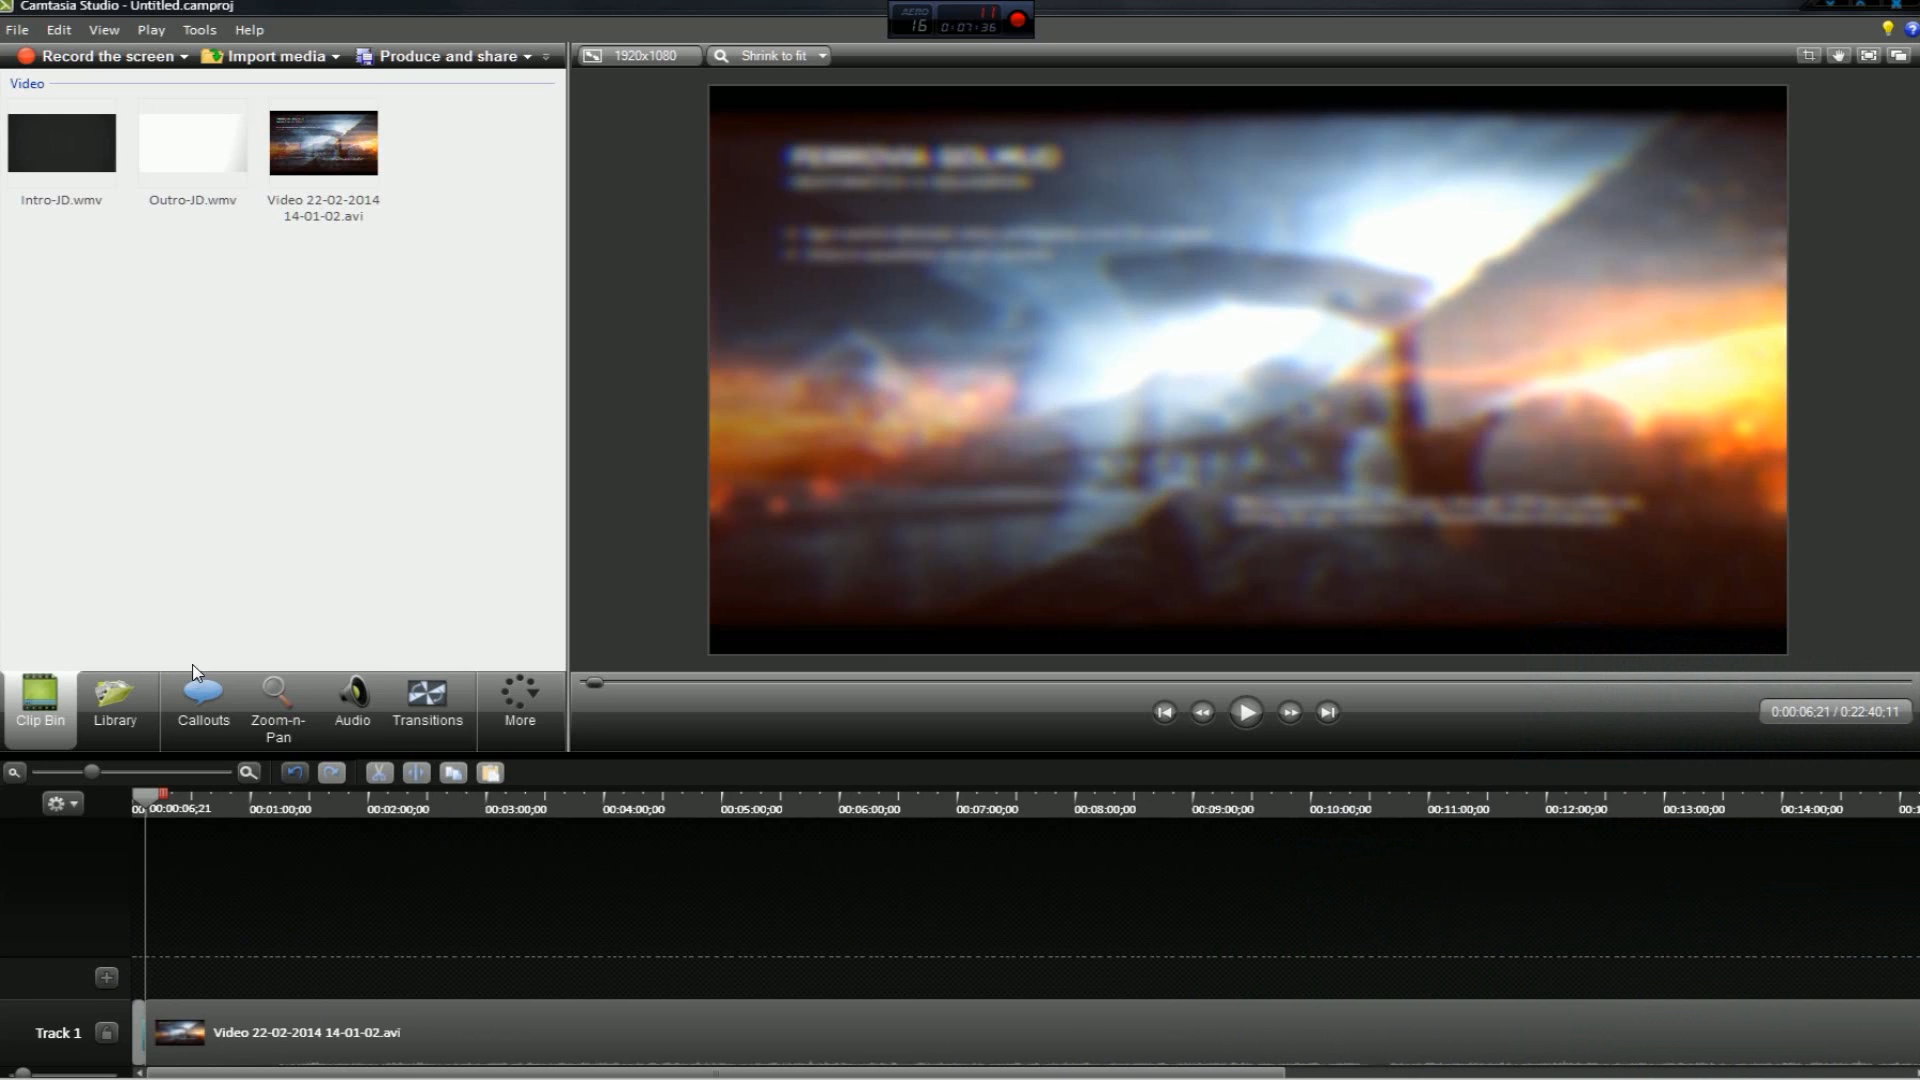 Camtasia Studio - Untitled.camproj
File Edit View Play Tools Help
AERO 16 11 0:07:36
Record the screen Import media Produce and share
1920x1080 Shrink to fit
Video
Intro-JD.wmv
Outro-JD.wmv
Video 22-02-2014
14-01-02.avi
Clip Bin
Library
Callouts
Zoom-n-
Pan
Audio
Transitions
More
0:00:06;21 / 0:22:40;11
00:00:06;21 00:01:00;00 00:02:00;00 00:03:00;00 00:04:00;00 00:05:00;00 00:06:00;00 00:07:00;00 00:08:00;00 00:09:00;00 00:10:00;00 00:11:00;00 00:12:00;00 00:13:00;00 00:14:00;00
Track 1
Video 22-02-2014 14-01-02.avi